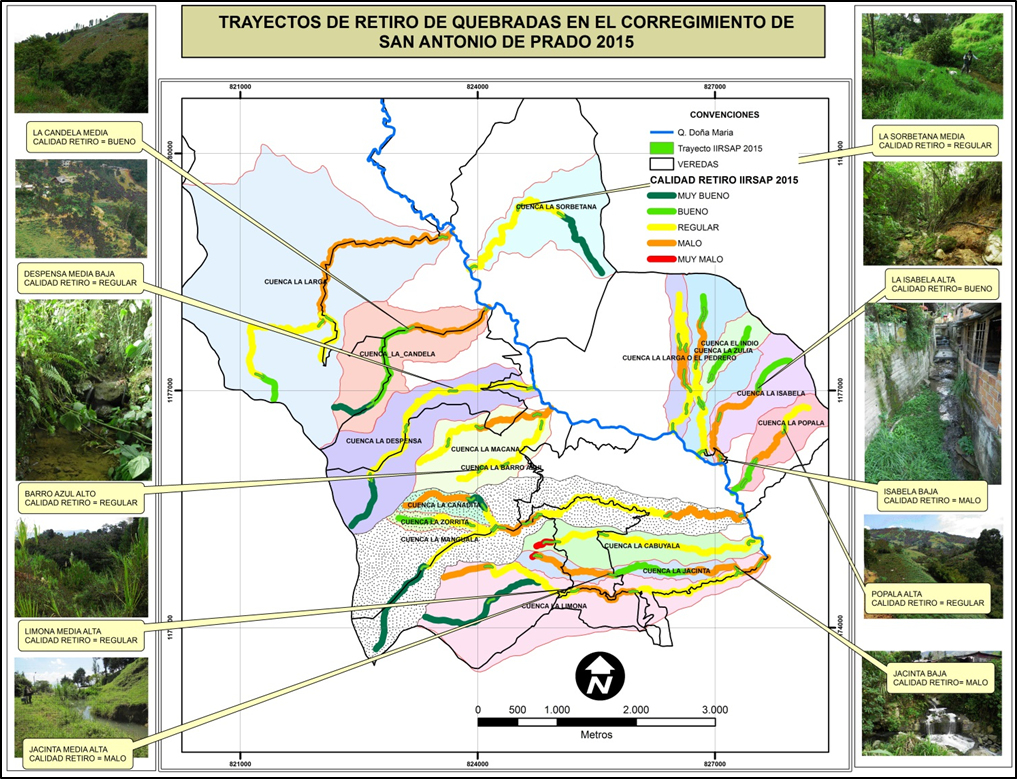 TRAYECTOS DE RETIRO DE QUEBRADAS EN EL CORREGIMIENTO DE
SAN ANTONIO DE PRADO 2015
LA CANDELA MEDIA
CALIDAD RETIRO = BUENO
DESPENSA MEDIA BAJA
CALIDAD RETIRO = REGULAR
BARRO AZUL ALTO
CALIDAD RETIRO = REGULAR
LIMONA MEDIA ALTA
CALIDAD RETIRO = REGULAR
JACINTA MEDIA ALTA
CALIDAD RETIRO = MALO
821000
824000
827000
CONVENCIONES
Q. Doña Maria
Trayecto IIRSAP 2015
VEREDAS
CALIDAD RETIRO IIRSAP 2015
MUY BUENO
BUENO
REGULAR
MALO
MUY MALO
CUENCA LA SORBETANA
CUENCA LA LARGA
CUENCA_LA_CANDELA
CUENCA EL INDIO
CUENCA LA ZULIA
CUENCA LA LARGA O EL PEDRERO
1177000
1177000
CUENCA LA ISABELA
CUENCA LA POPALA
CUENCA LA DESPENSA
CUENCA LA MACANA
CUENCA LA BARRO AZUL
CUENCA LA CAÑADITA
CUENCA LA ZORRITA
CUENCA LA MANGUALA
CUENCA LA CABUYALA
CUENCA LA JACINTA
CUENCA LA LIMONA
N
0
500
1.000
2.000
3.000
Metros
821000
824000
827000
LA SORBETANA MEDIA
CALIDAD RETIRO = REGULAR
LA ISABELA ALTA
CALIDAD RETIRO= BUENO
ISABELA BAJA
CALIDAD RETIRO = MALO
POPALA ALTA
CALIDAD RETIRO = REGULAR
JACINTA BAJA
CALIDAD RETIRO= MALO